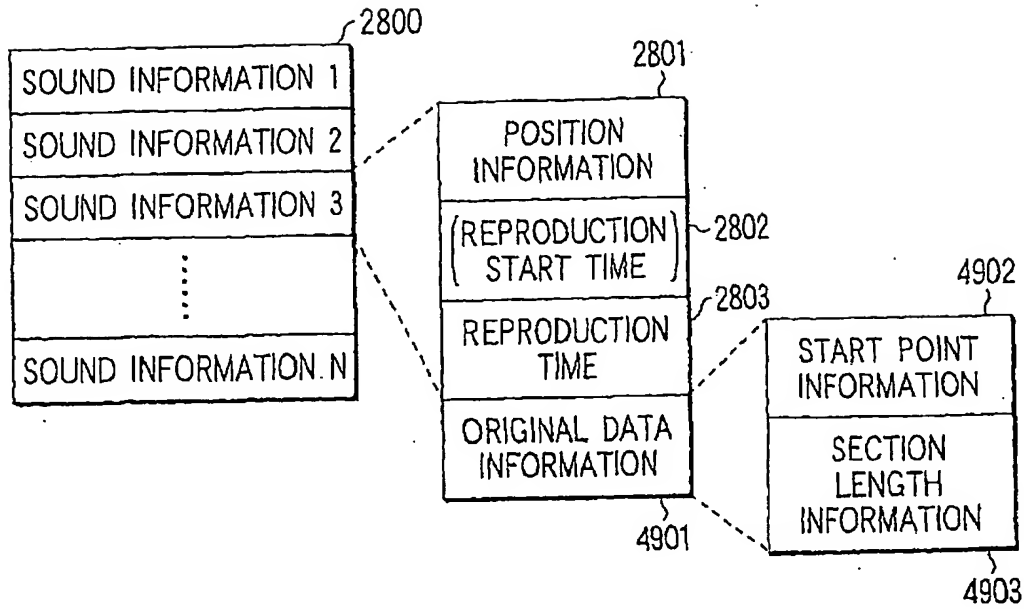 2800
SOUND INFORMATION 1
SOUND INFORMATION 2
SOUND INFORMATION 3
SOUND INFORMATION. N
2801
POSITION
INFORMATION
(REPRODUCTION
START TIME)
2802
2803
REPRODUCTION
TIME
ORIGINAL DATA
INFORMATION
4901
4902
START POINT
INFORMATION
SECTION
LENGTH
INFORMATION
4903